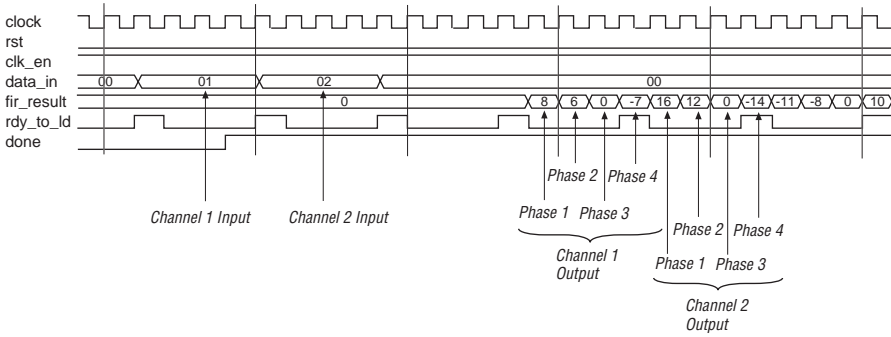 clock
rst
clk_en
data_in 00 01 02 00
fir_result 0 8 6 0 -7 16 12 0 -14 -11 -8 0 10
rdy_to_ld
done
Phase 2 Phase 4
Channel 1 Input Channel 2 Input Phase 1 Phase 3
Phase 2 Phase 4
Channel 1
Output
Phase 1 Phase 3
Channel 2
Output